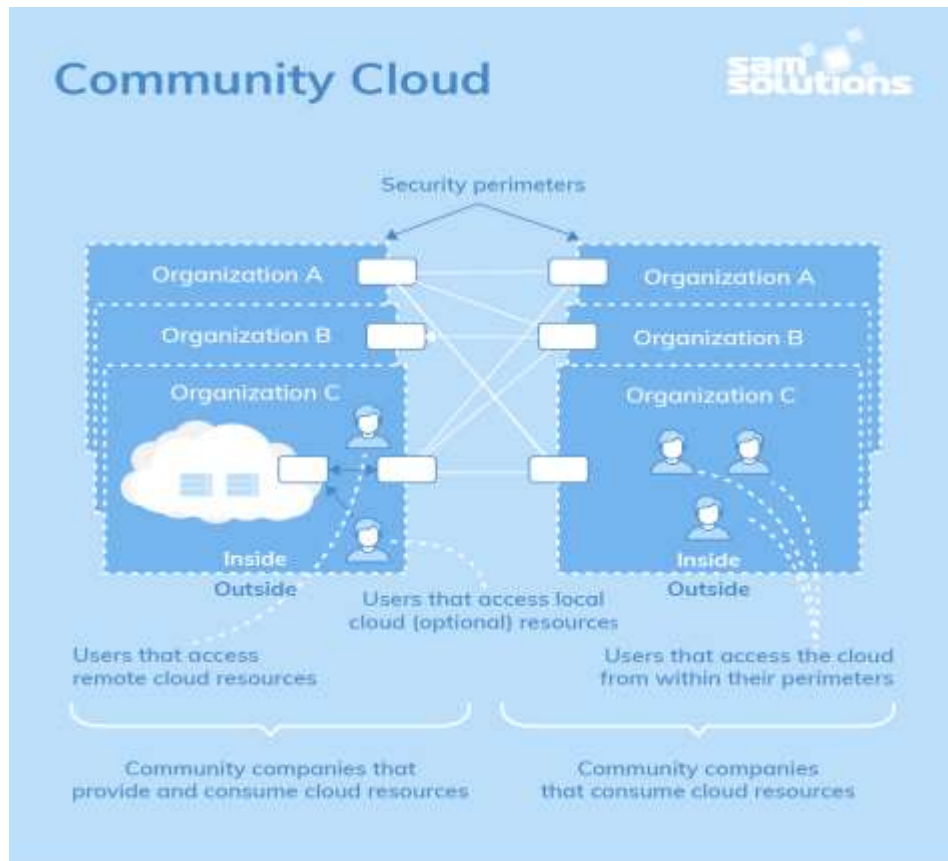 Community Cloud
sam
solutions
Security perimeters
Organization A
Organization B
Organization C
Inside
Outside
Organization A
Organization B
Organization C
Inside
Outside
Users that access local
cloud (optional) resources
Users that access
remote cloud resources
Users that access the cloud
from within their perimeters
Community companies that
provide and consume cloud resources
Community companies
that consume cloud resources